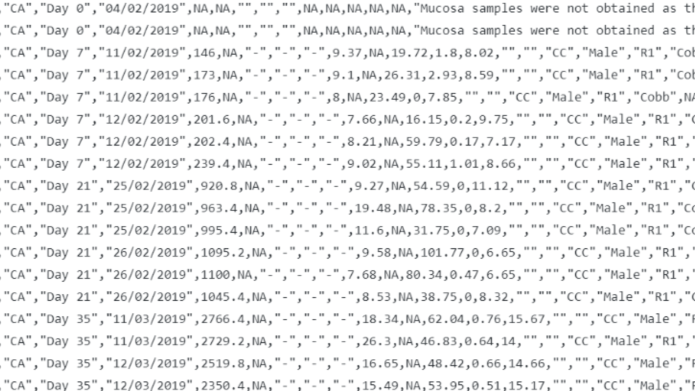 "CA","Day 0","04/02/2019",NA,NA,"","","",NA,NA,NA,NA,NA,"Mucosa samples were not obtained as th
"CA","Day 0","04/02/2019",NA,NA,"","","",NA,NA,NA,NA,NA,"Mucosa samples were not obtained as th
"CA","Day 7","11/02/2019",146,NA,"-","-","-",9.37,NA,19.72,1.8,8.02,"","","CC","Male","R1","Cob
"CA","Day 7","11/02/2019",173,NA,"-","-","-",9.1,NA,26.31,2.93,8.59,"","","CC","Male","R1","Cob
"CA","Day 7","11/02/2019",176,NA,"-","-","-",8,NA,23.49,0,7.85,"","","CC","Male","R1","Cobb",NA
"CA","Day 7","12/02/2019",201.6,NA,"-","-","-",7.66,NA,16.15,0.2,9.75,"","","CC","Male","R1","C
"CA","Day 7","12/02/2019",202.4,NA,"-","-","-",8.21,NA,59.79,0.17,7.17,"","","CC","Male","R1",
"CA","Day 7","12/02/2019",239.4,NA,"-","-","-",9.02,NA,55.11,1.01,8.66,"","","CC","Male","R1",
"CA","Day 21","25/02/2019",920.8,NA,"-","-","-",9.27,NA,54.59,0,11.12,"","","CC","Male","R1","C
"CA","Day 21","25/02/2019",963.4,NA,"-","-","-",19.48,NA,78.35,0,8.2,"","","CC","Male","R1","Co
"CA","Day 21","25/02/2019",995.4,NA,"-","-","-",11.6,NA,31.75,0,7.09,"","","CC","Male","R1","Co
"CA","Day 21","26/02/2019",1095.2,NA,"-","-","-",9.58,NA,101.77,0,6.65,"","","CC","Male","R1",
"CA","Day 21","26/02/2019",1100,NA,"-","-","-",7.68,NA,80.34,0.47,6.65,"","","CC","Male","R1",
"CA","Day 21","26/02/2019",1045.4,NA,"-","-","-",8.53,NA,38.75,0,8.32,"","","CC","Male","R1","C
"CA","Day 35","11/03/2019",2766.4,NA,"-","-","-",18.34,NA,62.04,0.76,15.67,"","","CC","Male","R
"CA","Day 35","11/03/2019",2729.2,NA,"-","-","-",26.3,NA,46.83,0.64,14,"","","CC","Male","R1",
"CA","Day 35","12/03/2019",2519.8,NA,"-","-","-",16.65,NA,48.42,0.66,14.66,"","","CC","Male","R
"CA","Day 35","12/03/2019",2350.4,NA,"-","-","-",15.49,NA,53.95,0.51,15.17,"","","CC","Male","R